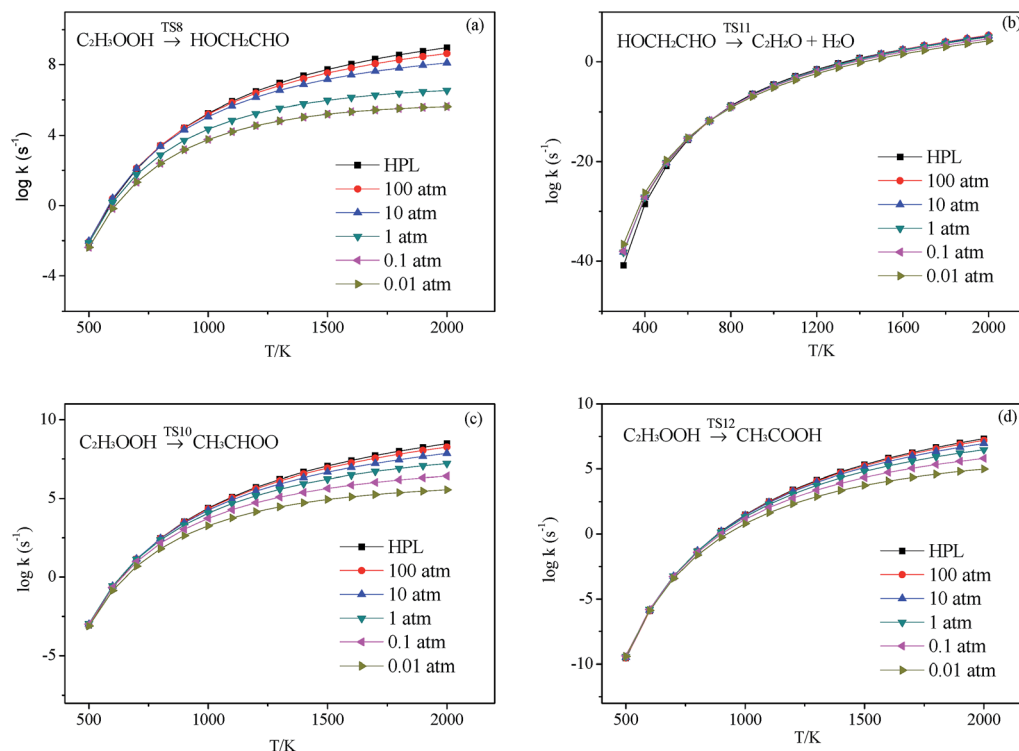 (a)
C₂H₃OOH TS8→ HOCH₂CHO
log k (s⁻¹)
8
4
0
-4
HPL
100 atm
10 atm
1 atm
0.1 atm
0.01 atm
500 1000 1500 2000
T/K
(b)
HOCH₂CHO TS11→ C₂H₂O + H₂O
log k (s⁻¹)
0
-20
-40
HPL
100 atm
10 atm
1 atm
0.1 atm
0.01 atm
400 800 1200 1600 2000
T/K
(c)
C₂H₃OOH TS10→ CH₃CHOO
log k (s⁻¹)
10
5
0
-5
HPL
100 atm
10 atm
1 atm
0.1 atm
0.01 atm
500 1000 1500 2000
T/K
(d)
C₂H₃OOH TS12→ CH₃COOH
log k (s⁻¹)
10
5
0
-5
-10
HPL
100 atm
10 atm
1 atm
0.1 atm
0.01 atm
500 1000 1500 2000
T/K